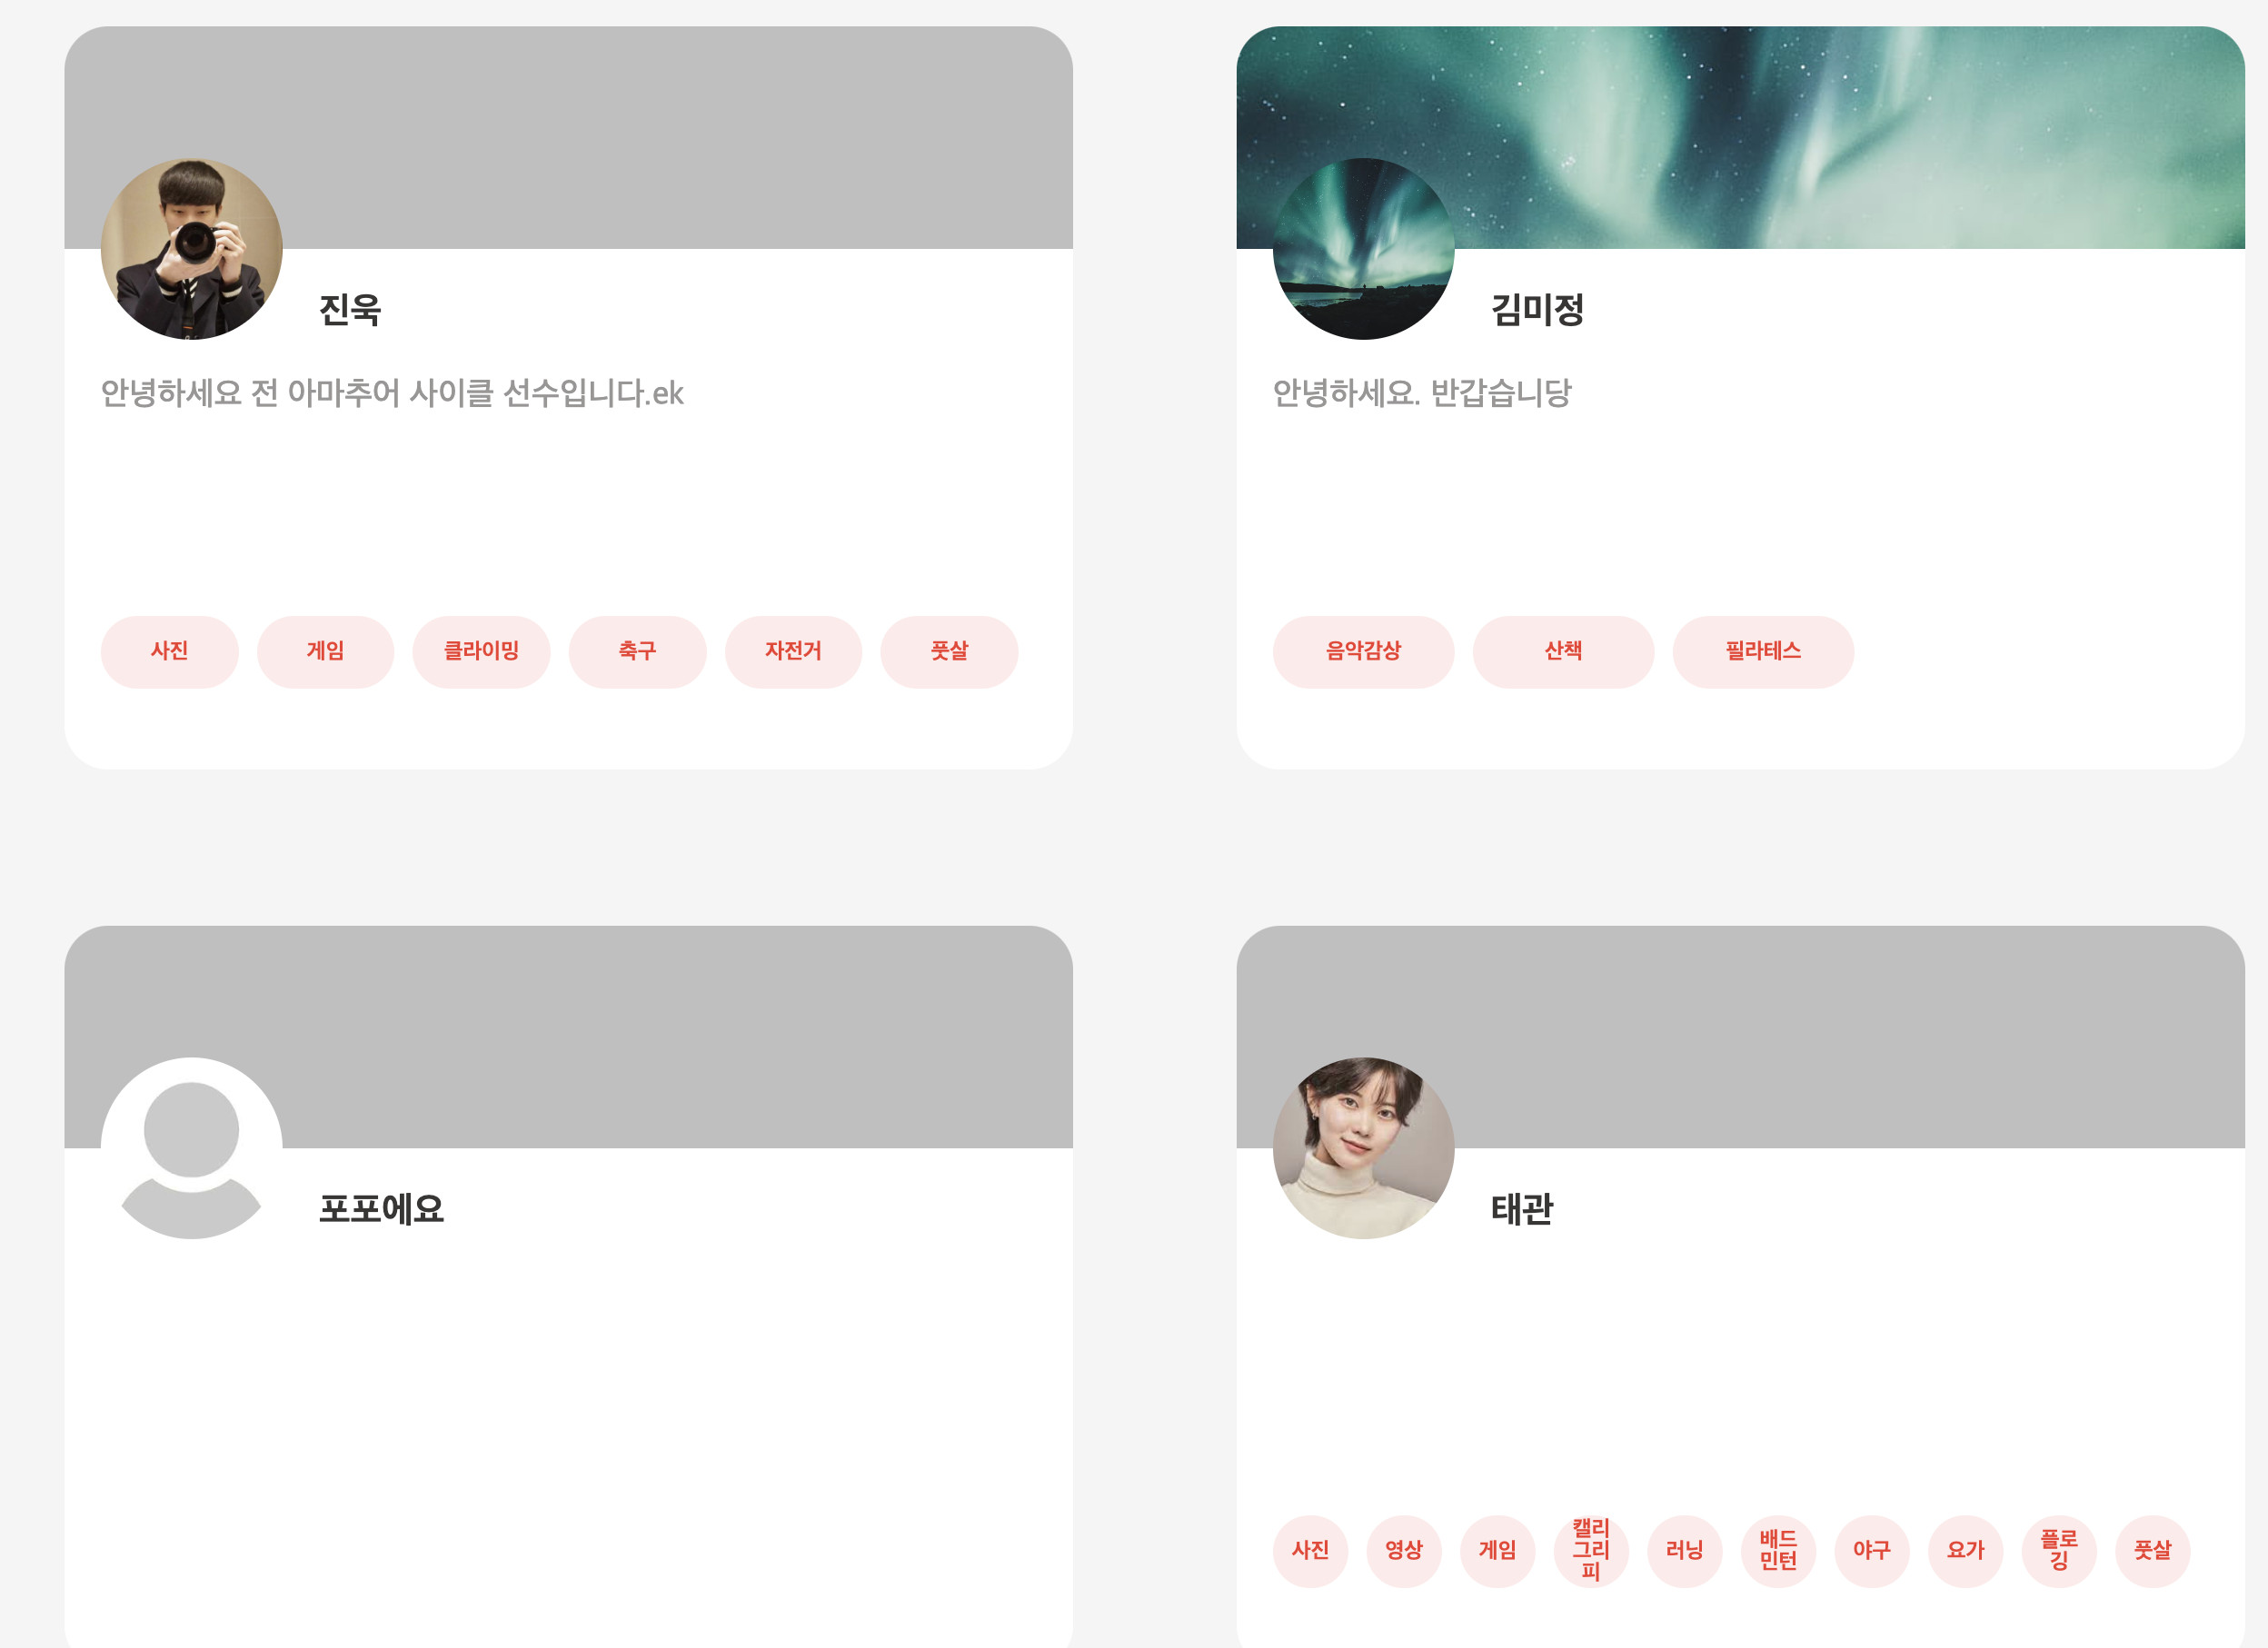 진욱
안녕하세요 전 아마추어 사이클 선수입니다.ek
사진 게임 클라이밍 축구 자전거 풋살
김미정
안녕하세요. 반갑습니당
음악감상 산책 필라테스
포포에요
태관
사진 영상 게임 캘리그리피 러닝 배드민턴 야구 요가 플로깅 풋살